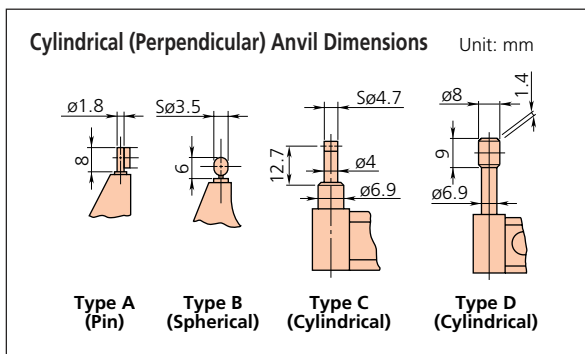 Cylindrical (Perpendicular) Anvil Dimensions Unit: mm
ø1.8
8
Sø3.5
6
Sø4.7
12.7
ø4
ø6.9
ø8
1.4
9
ø6.9
Type A
(Pin)
Type B
(Spherical)
Type C
(Cylindrical)
Type D
(Cylindrical)